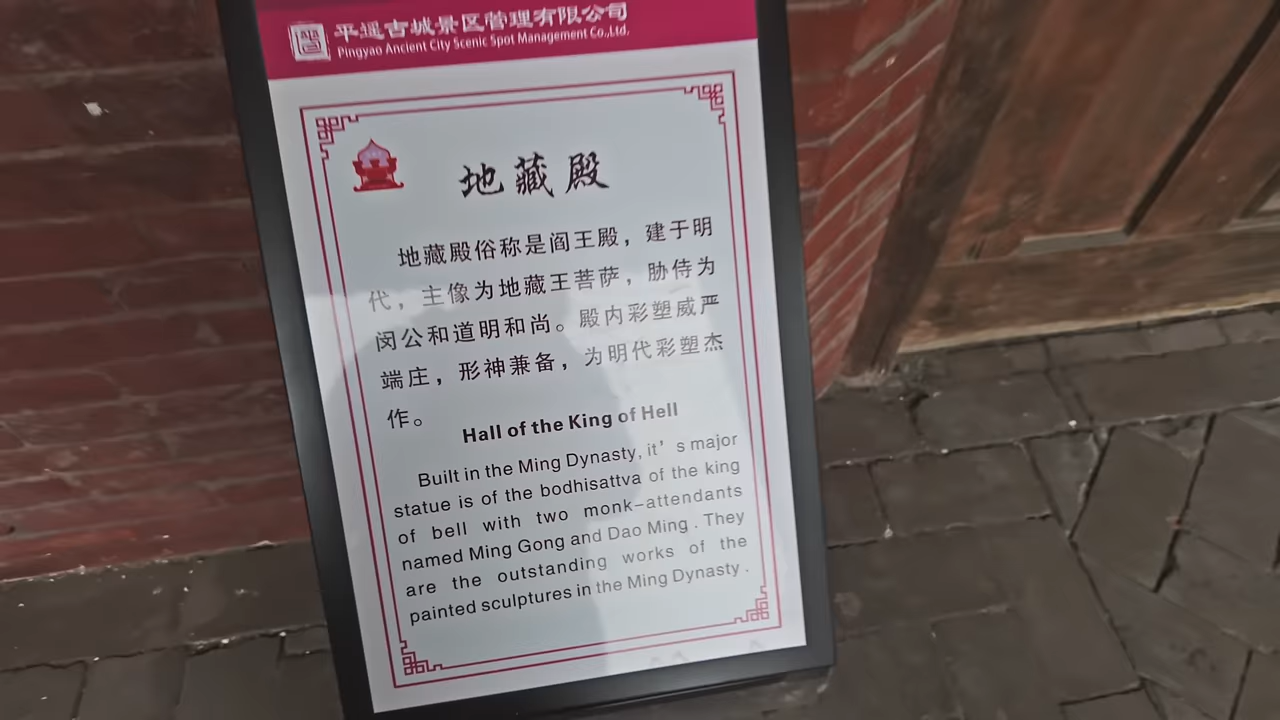 平遥古城景区管理有限公司
Pingyao Ancient City Scenic Spot Management Co.,Ltd.
地藏殿
地藏殿俗称是阎王殿，建于明
代，主像为地藏王菩萨，胁侍为
闵公和道明和尚。殿内彩塑威严
端庄，形神兼备，为明代彩塑杰
作。
Hall of the King of Hell
Built in the Ming Dynasty, it’s major
statue is of the bodhisattva of the king
of bell with two monk-attendants
named Ming Gong and Dao Ming . They
are the outstanding works of the
painted sculptures in the Ming Dynasty .